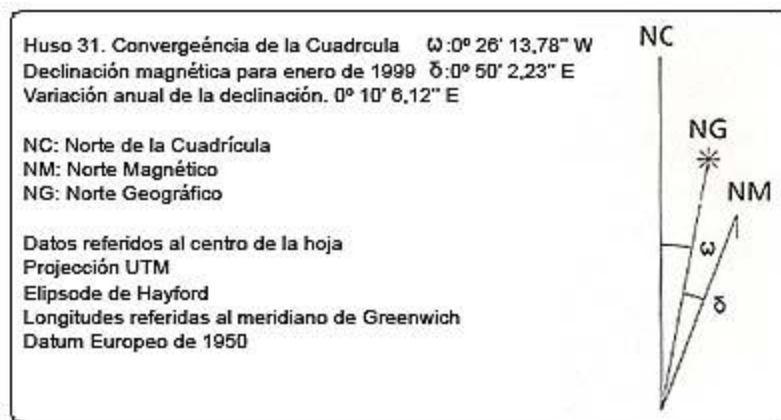 Huso 31. Convergeéncia de la Cuadrcula ω:0º 26' 13,78" W
Declinación magnética para enero de 1999 δ:0º 50' 2,23" E
Variación anual de la declinación. 0º 10' 6,12" E
NC: Norte de la Cuadrícula
NM: Norte Magnético
NG: Norte Geográfico
Datos referidos al centro de la hoja
Projección UTM
Elipsode de Hayford
Longitudes referidas al meridiano de Greenwich
Datum Europeo de 1950
NC
NG
NM
ω
δ